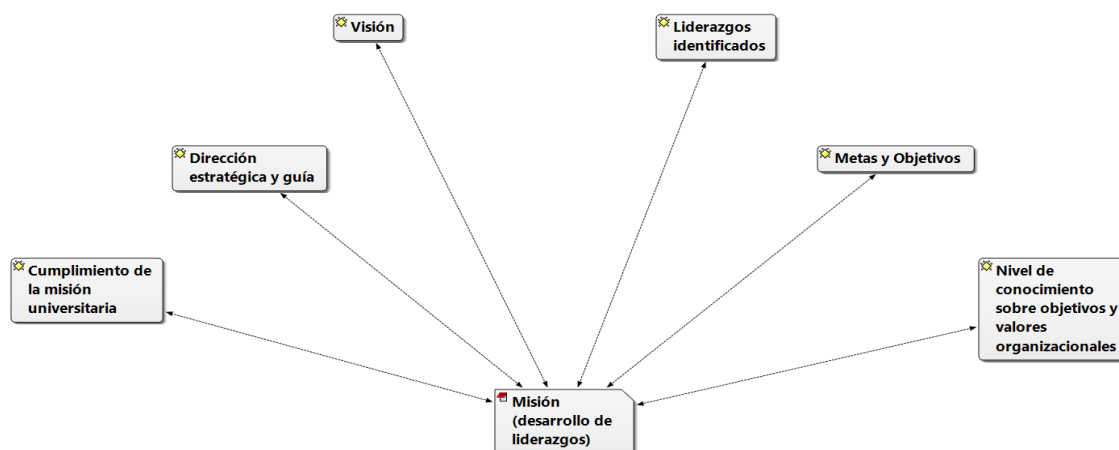 Visión
Liderazgos
identificados
Dirección
estratégica y guía
Metas y Objetivos
Cumplimiento de
la misión
universitaria
Nivel de
conocimiento
sobre objetivos y
valores
organizacionales
Misión
(desarrollo de
liderazgos)